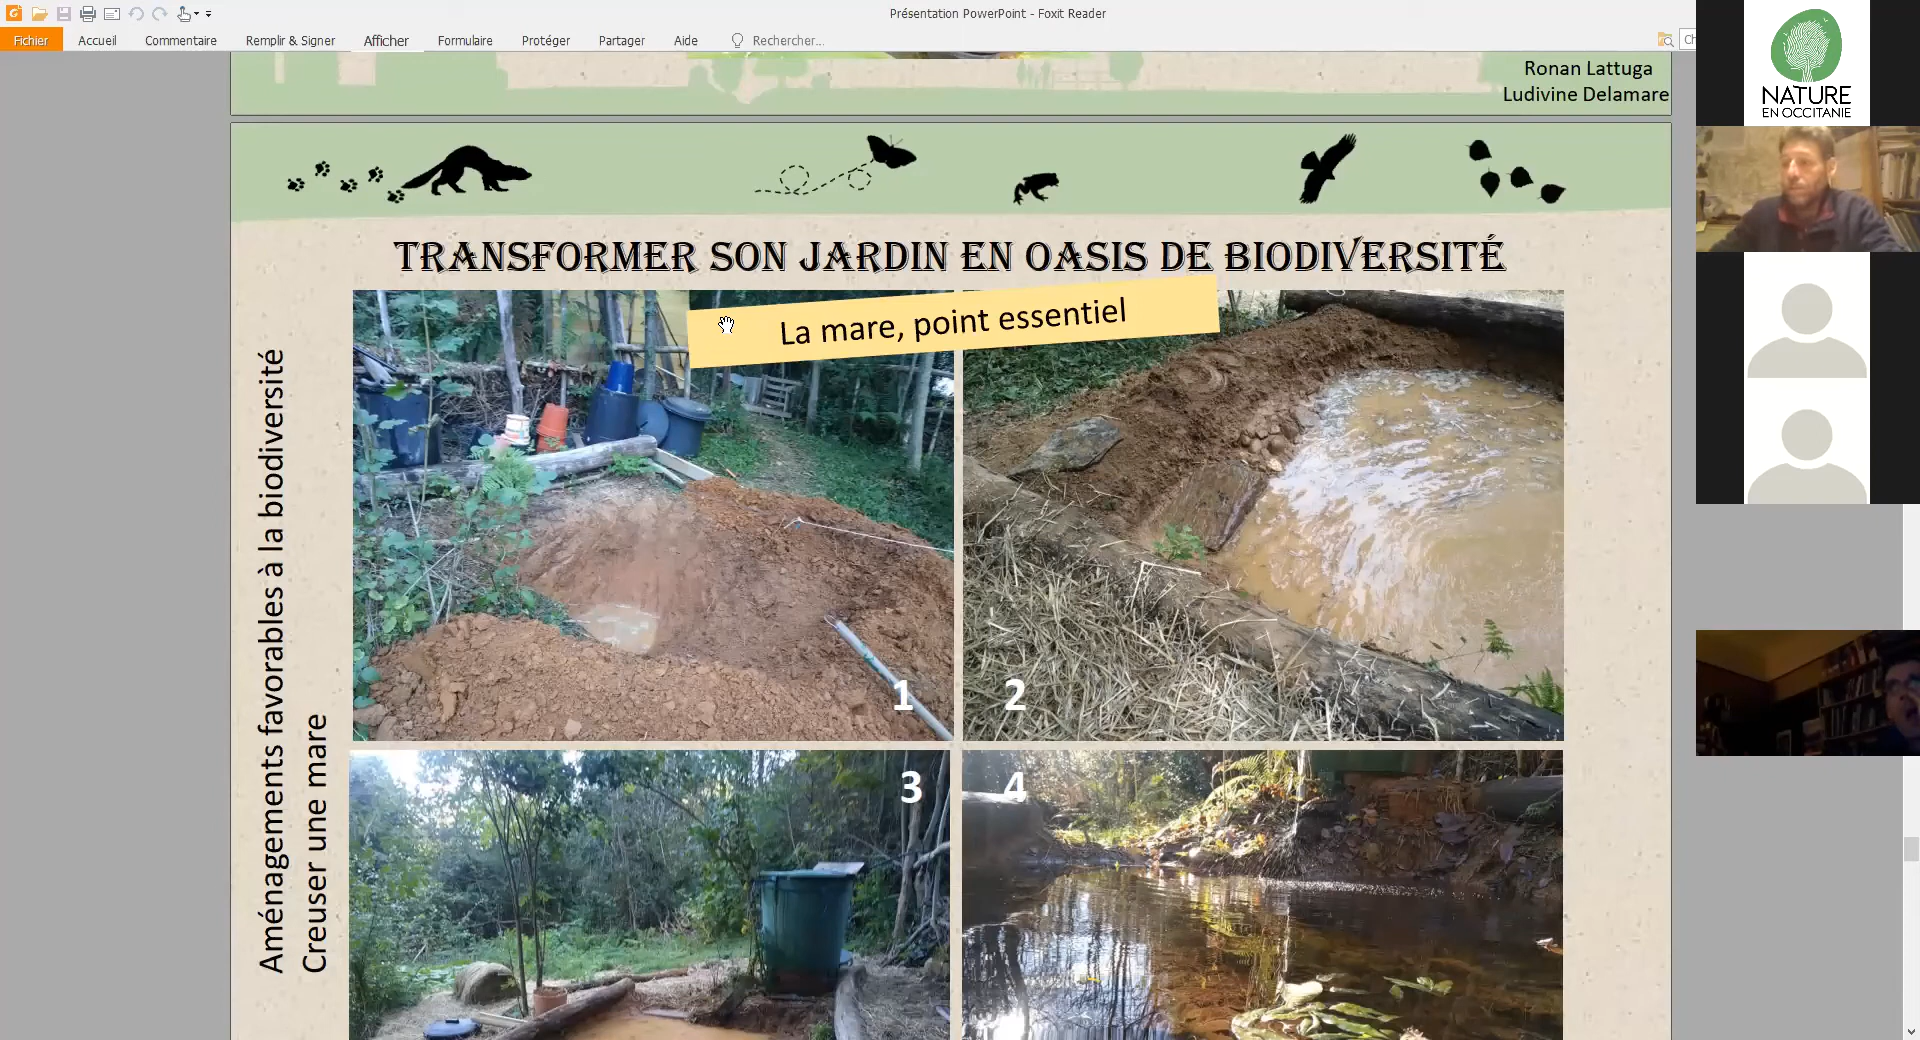 Présentation PowerPoint - Foxit Reader
Fichier Accueil Commentaire Remplir & Signer Afficher Formulaire Protéger Partager Aide Rechercher... Ch
Ronan Lattuga
Ludivine Delamare
NATURE
EN OCCITANIE
TRANSFORMER SON JARDIN EN OASIS DE BIODIVERSITÉ
La mare, point essentiel
Aménagements favorables à la biodiversité
Creuser une mare
1
2
3
4